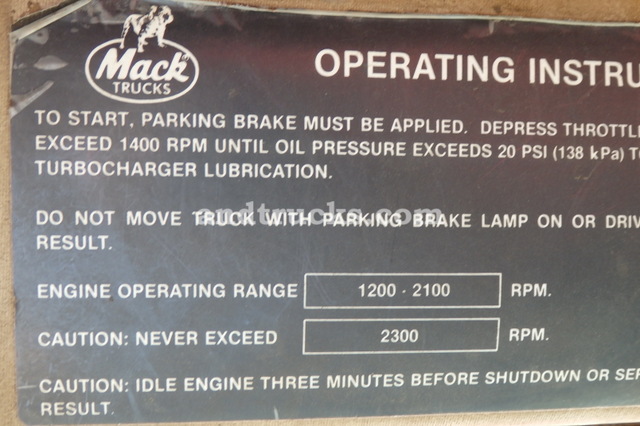 Mack
TRUCKS
OPERATING INSTRU
TO START, PARKING BRAKE MUST BE APPLIED. DEPRESS THROTTL
EXCEED 1400 RPM UNTIL OIL PRESSURE EXCEEDS 20 PSI (138 kPa) TO
TURBOCHARGER LUBRICATION.
DO NOT MOVE TRUCK WITH PARKING BRAKE LAMP ON OR DRIV
RESULT.
ENGINE OPERATING RANGE 1200 - 2100 RPM.
CAUTION: NEVER EXCEED 2300 RPM.
CAUTION: IDLE ENGINE THREE MINUTES BEFORE SHUTDOWN OR SER
RESULT.